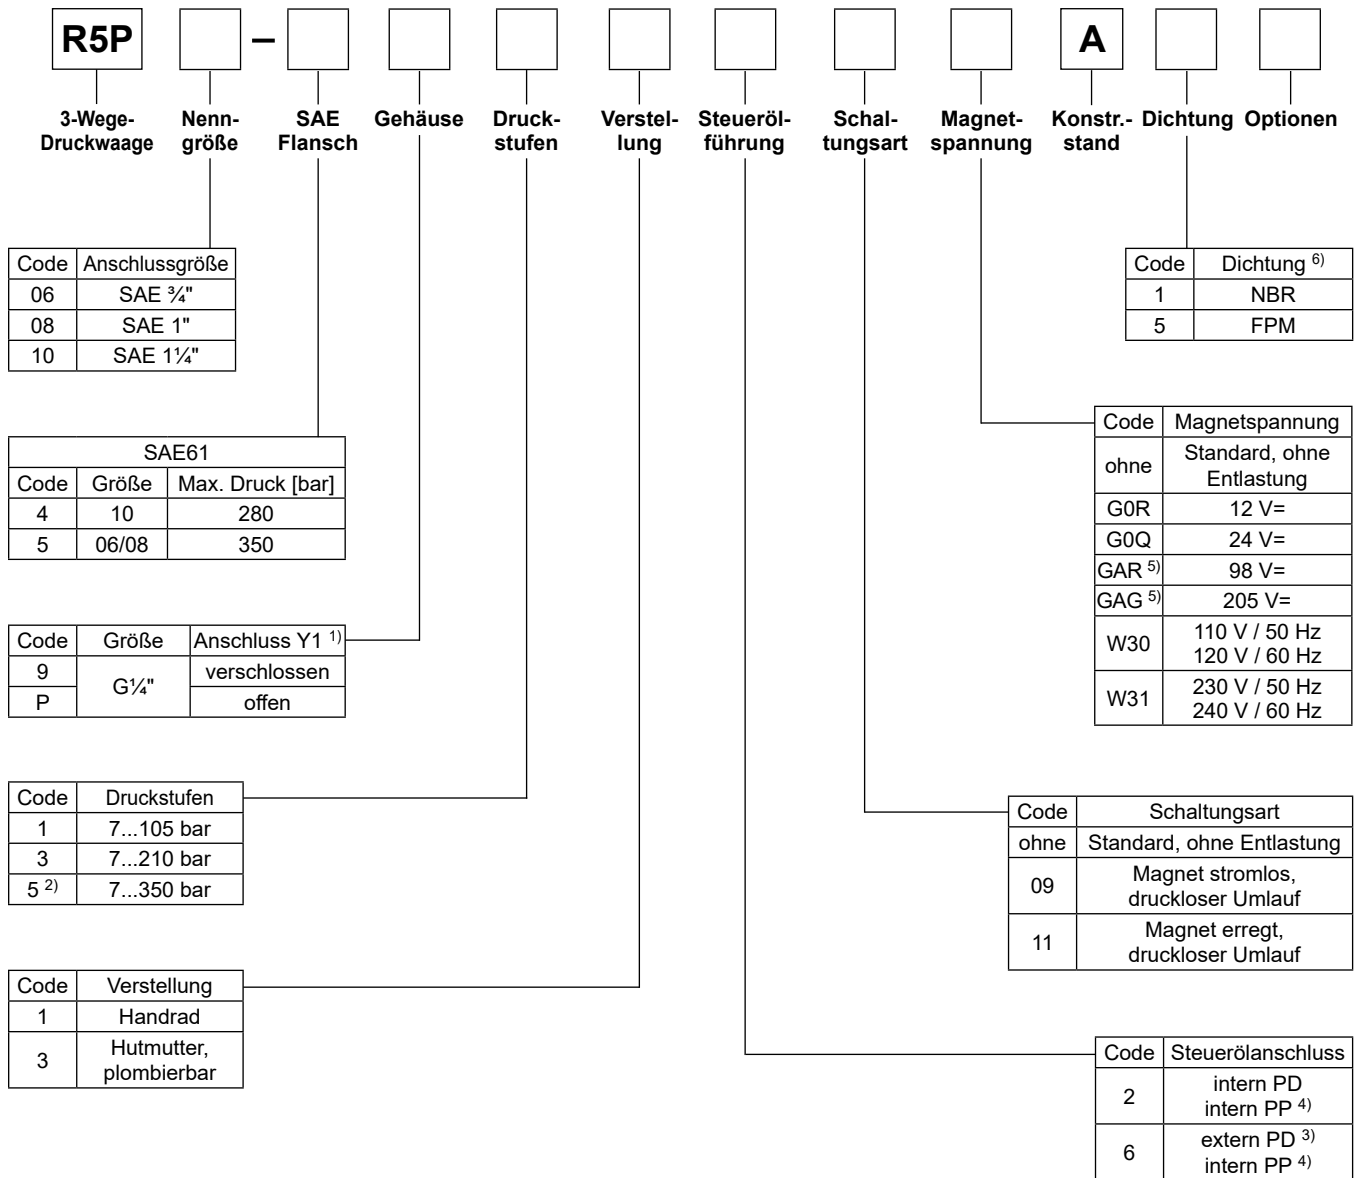 R5P
–
A
3-Wege-
Druckwaage
Nenn-
größe
SAE
Flansch
Gehäuse
Druck-
stufen
Verstel-
lung
Steueröl-
führung
Schal-
tungsart
Magnet-
spannung
Konstr.-
stand
Dichtung
Optionen
Code Anschlussgröße
06 SAE ¾"
08 SAE 1"
10 SAE 1¼"
Code Dichtung 6)
1 NBR
5 FPM
SAE61
Code Größe Max. Druck [bar]
4 10 280
5 06/08 350
Code Magnetspannung
ohne Standard, ohne
Entlastung
G0R 12 V=
G0Q 24 V=
GAR 5) 98 V=
GAG 5) 205 V=
W30 110 V / 50 Hz
120 V / 60 Hz
W31 230 V / 50 Hz
240 V / 60 Hz
Code Größe Anschluss Y1 1)
9 G¼" verschlossen
P offen
Code Druckstufen
1 7...105 bar
3 7...210 bar
5 2) 7...350 bar
Code Schaltungsart
ohne Standard, ohne Entlastung
09 Magnet stromlos,
druckloser Umlauf
11 Magnet erregt,
druckloser Umlauf
Code Verstellung
1 Handrad
3 Hutmutter,
plombierbar
Code Steuerölanschluss
2 intern PD
intern PP 4)
6 extern PD 3)
intern PP 4)